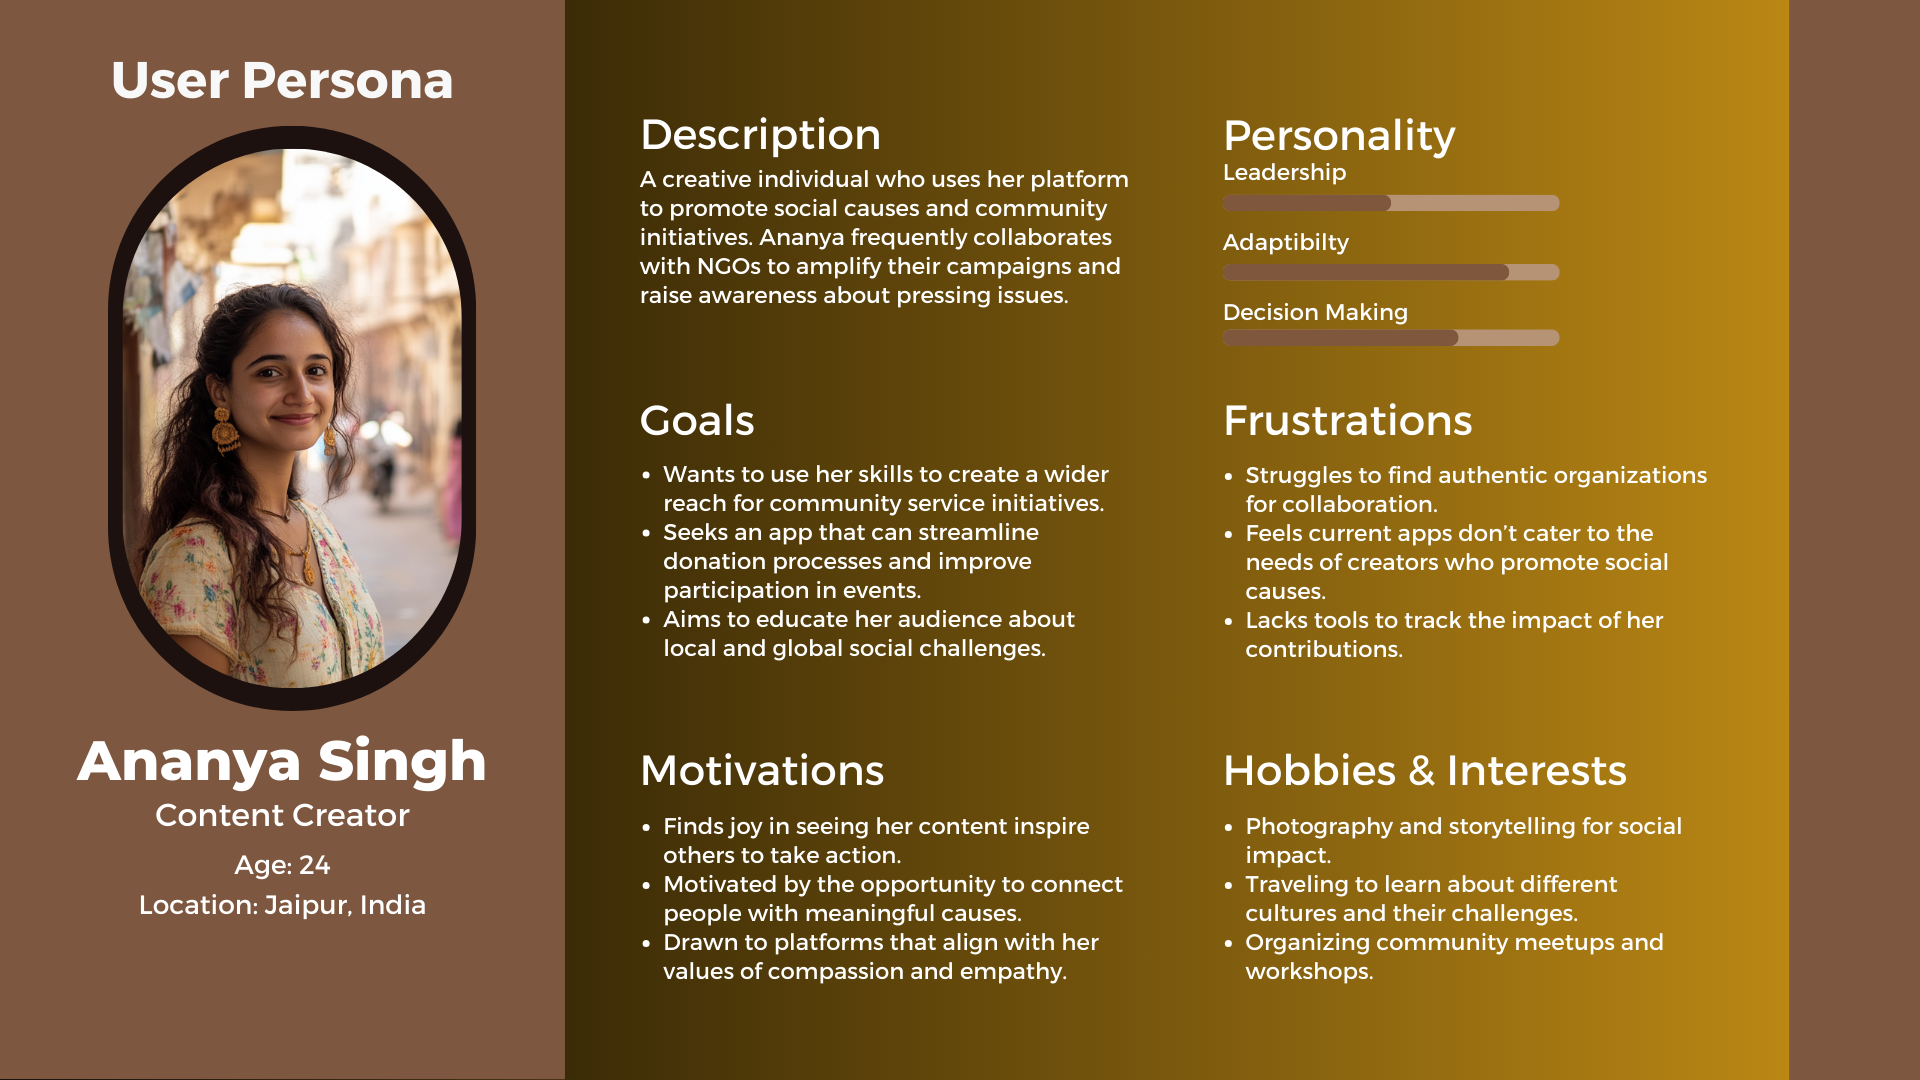 User Persona
Ananya Singh
Content Creator
Age: 24
Location: Jaipur, India
Description
A creative individual who uses her platform
to promote social causes and community
initiatives. Ananya frequently collaborates
with NGOs to amplify their campaigns and
raise awareness about pressing issues.
Personality
Leadership
Adaptibilty
Decision Making
Goals
• Wants to use her skills to create a wider
reach for community service initiatives.
• Seeks an app that can streamline
donation processes and improve
participation in events.
• Aims to educate her audience about
local and global social challenges.
Frustrations
• Struggles to find authentic organizations
for collaboration.
• Feels current apps don’t cater to the
needs of creators who promote social
causes.
• Lacks tools to track the impact of her
contributions.
Motivations
• Finds joy in seeing her content inspire
others to take action.
• Motivated by the opportunity to connect
people with meaningful causes.
• Drawn to platforms that align with her
values of compassion and empathy.
Hobbies & Interests
• Photography and storytelling for social
impact.
• Traveling to learn about different
cultures and their challenges.
• Organizing community meetups and
workshops.